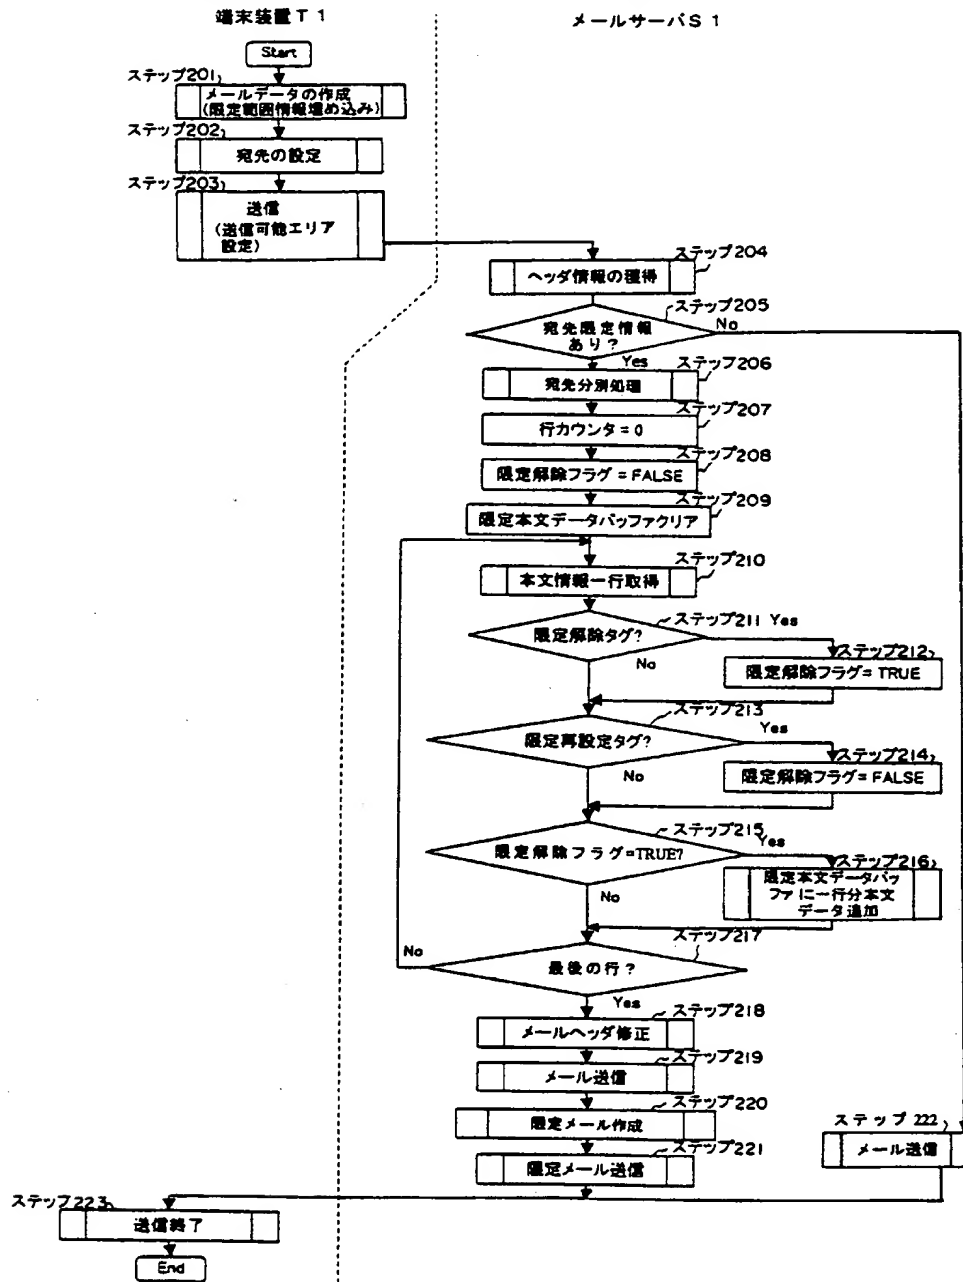 端末装置T1
メールサーバS1
Start
ステップ201
メールデータの作成
(限定範囲情報埋め込み)
ステップ202
宛先の設定
ステップ203
送信
(送信可能エリア
設定)
ステップ204
ヘッダ情報の獲得
ステップ205
宛先限定情報
あり?
No
Yes
ステップ206
宛先分別処理
ステップ207
行カウンタ=0
ステップ208
限定解除フラグ=FALSE
ステップ209
限定本文データバッファクリア
ステップ210
本文情報一行取得
ステップ211
Yes
限定解除タグ?
No
ステップ212
限定解除フラグ=TRUE
ステップ213
Yes
限定再設定タグ?
No
ステップ214
限定解除フラグ=FALSE
ステップ215
Yes
限定解除フラグ=TRUE?
No
ステップ216
限定本文データバッ
ファに一行分本文
データ追加
ステップ217
No
最後の行?
Yes
ステップ218
メールヘッダ修正
ステップ219
メール送信
ステップ220
限定メール作成
ステップ221
限定メール送信
ステップ222
メール送信
ステップ223
送信終了
End